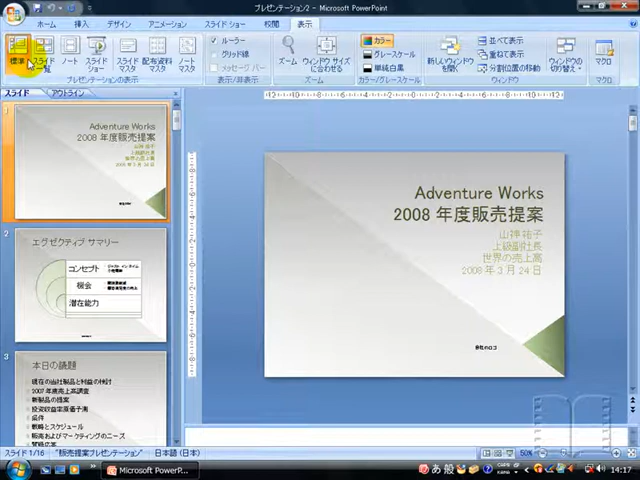 プレゼンテーション2 - Microsoft PowerPoint
ホーム 挿入 デザイン アニメーション スライド ショー 校閲 表示
標準 スライド一覧 ノート スライドショー スライドマスタ 配布資料マスタ ノートマスタ
プレゼンテーションの表示
ルーラー
グリッド線
メッセージ バー
表示/非表示
ズーム ウィンドウ サイズに合わせる
ズーム
カラー
グレースケール
単純白黒
カラー/グレースケール
新しいウィンドウを開く
並べて表示
重ねて表示
分割位置の移動
ウィンドウの切り替え
ウィンドウ
マクロ
マクロ
スライド アウトライン
1
Adventure Works
2008 年度販売提案
山神 祐子
上級副社長
世界の売上高
2008 年 3 月 24 日
2
エグゼクティブ サマリー
コンセプト
機会
潜在能力
3
本日の議題
現在の当社製品と利益の検討
2007 年度売上高調査
新製品の提案
投資収益率原価予測
条件
戦略とスケジュール
販売およびマーケティングのニーズ
Adventure Works
2008 年度販売提案
山神 祐子
上級副社長
世界の売上高
2008 年 3 月 24 日
会社のロゴ
スライド 1/16 "販売提案プレゼンテーション" 日本語 (日本) 50%
Microsoft PowerP...
あ 般
CAPS
KANA
14:17